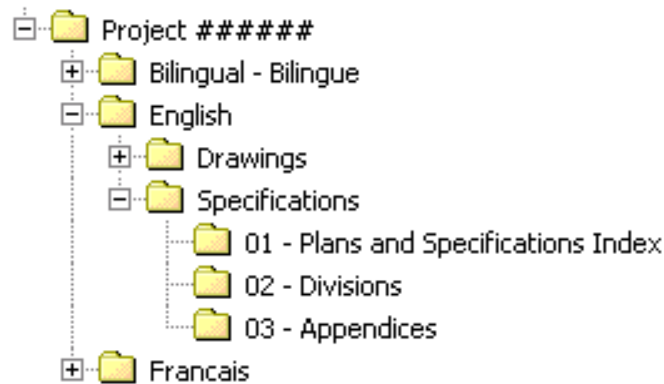 Project ######
Bilingual - Bilingue
English
Drawings
Specifications
01 - Plans and Specifications Index
02 - Divisions
03 - Appendices
Francais